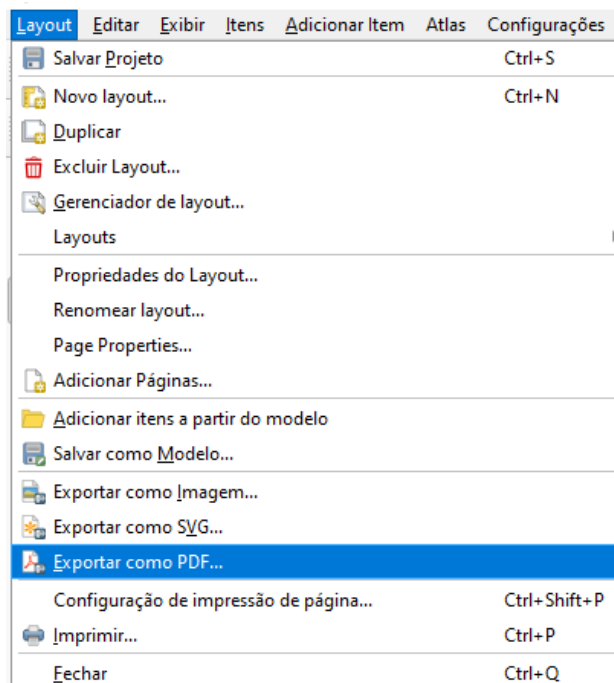 Layout Editar Exibir Itens Adicionar Item Atlas Configurações
Salvar Projeto Ctrl+S
Novo layout... Ctrl+N
Duplicar
Excluir Layout...
Gerenciador de layout...
Layouts
Propriedades do Layout...
Renomear layout...
Page Properties...
Adicionar Páginas...
Adicionar itens a partir do modelo
Salvar como Modelo...
Exportar como Imagem...
Exportar como SVG...
Exportar como PDF...
Configuração de impressão de página... Ctrl+Shift+P
Imprimir... Ctrl+P
Fechar Ctrl+Q